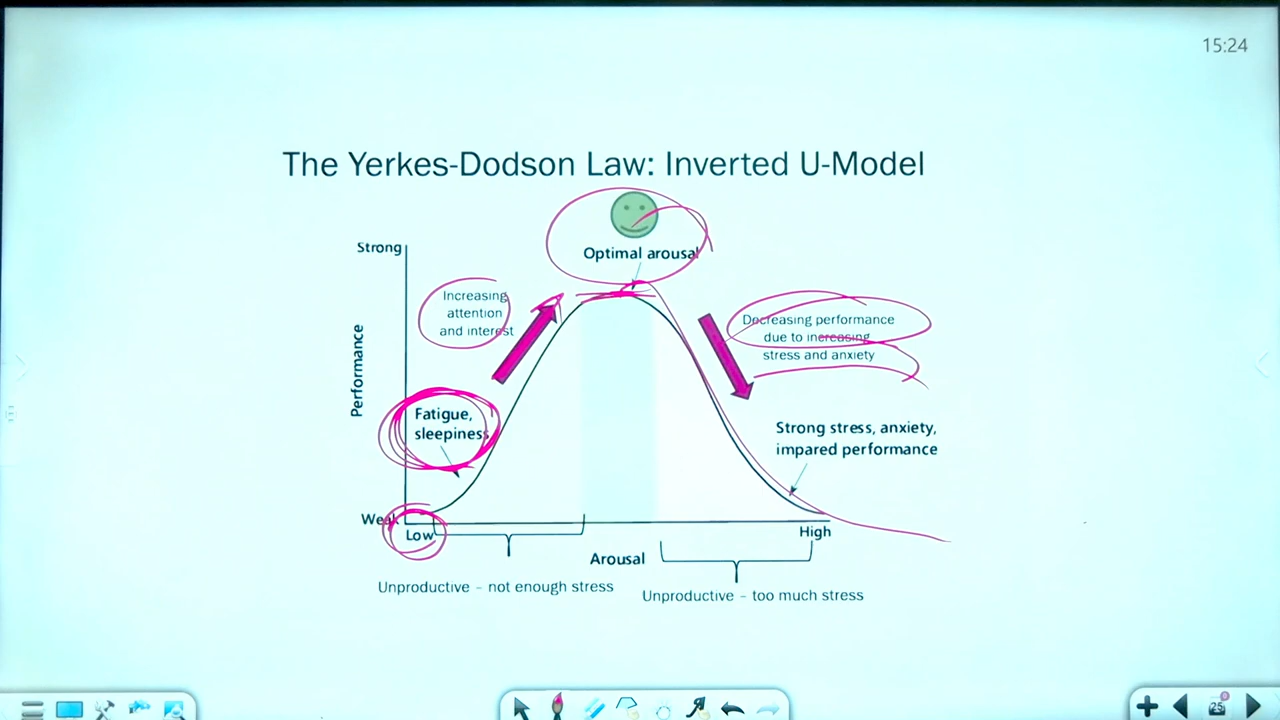 15:24
The Yerkes-Dodson Law: Inverted U-Model
Optimal arousal
Strong
Increasing
attention
and interest
Decreasing performance
due to increasing
stress and anxiety
Performance
Fatigue,
sleepiness
Strong stress, anxiety,
impared performance
Weak
Low
High
Arousal
Unproductive – not enough stress
Unproductive – too much stress
25